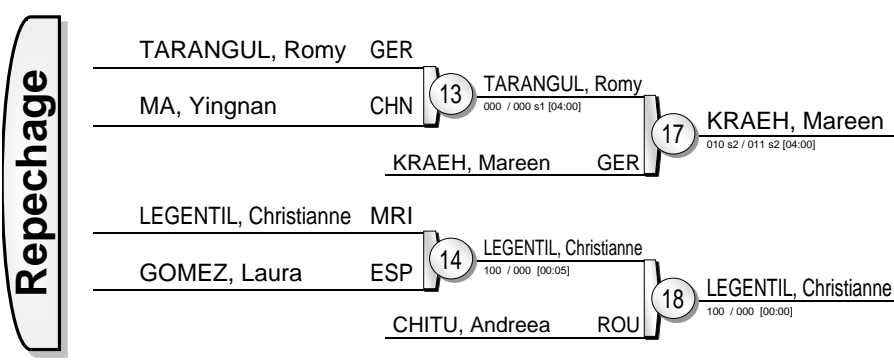 Repechage
TARANGUL, Romy GER
MA, Yingnan CHN
13
TARANGUL, Romy
000 / 000 s1 [04:00]
KRAEH, Mareen GER
17
KRAEH, Mareen
010 s2 / 011 s2 [04:00]
LEGENTIL, Christianne MRI
GOMEZ, Laura ESP
14
LEGENTIL, Christianne
100 / 000 [00:05]
CHITU, Andreea ROU
18
LEGENTIL, Christianne
100 / 000 [00:00]